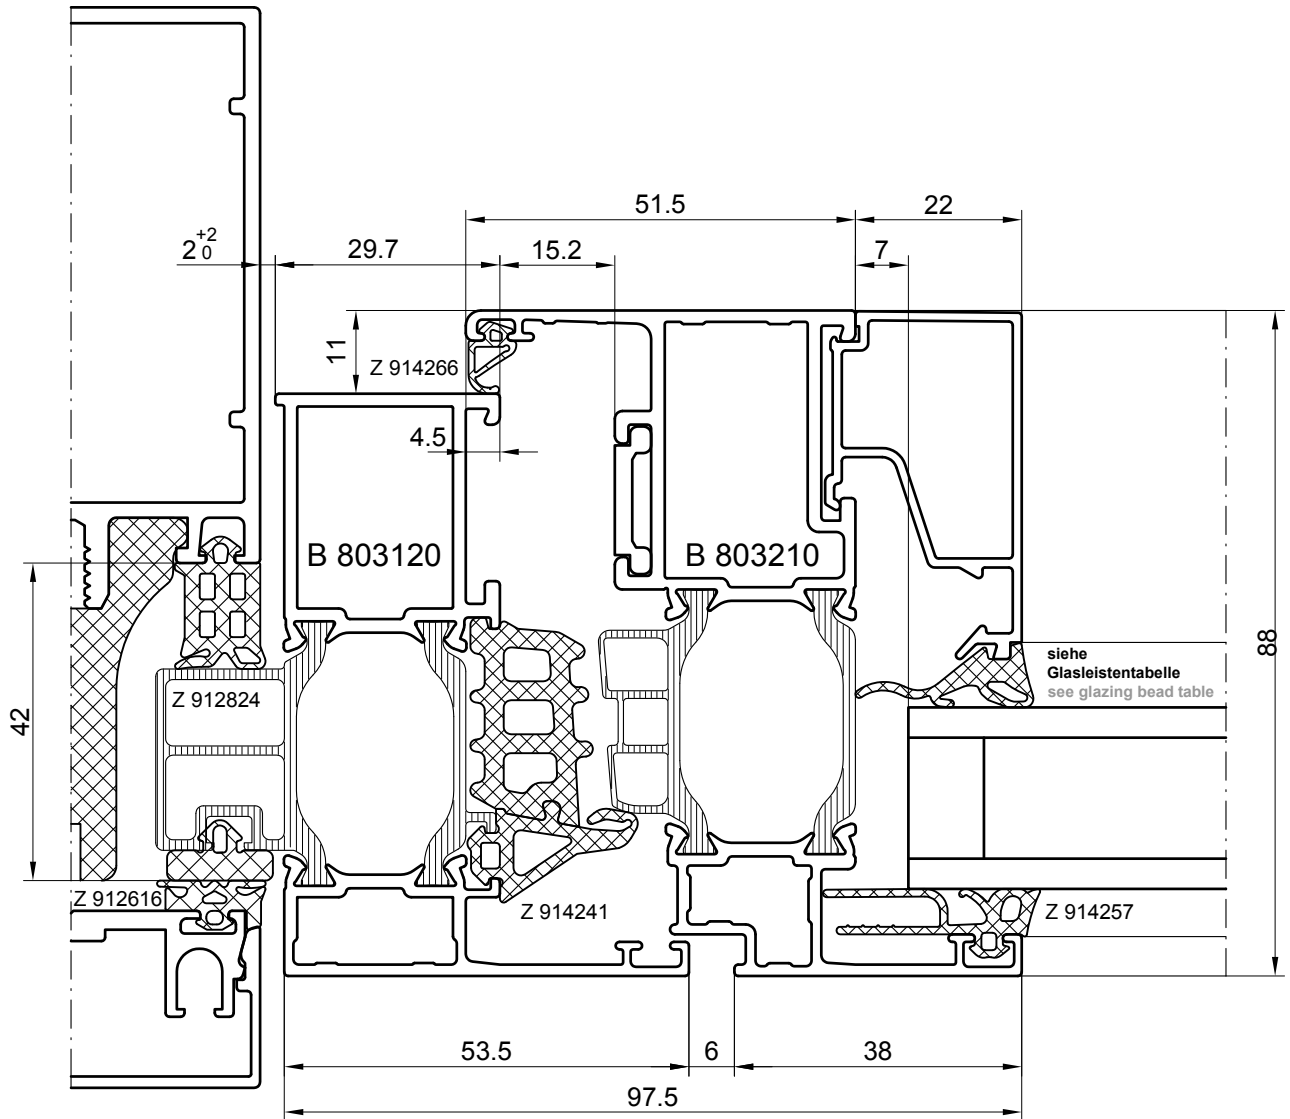 51.5
22
2 +2 0
29.7
15.2
7
11
Z 914266
4.5
B 803120
B 803210
88
siehe
Glasleistentabelle
see glazing bead table
Z 912824
42
Z 912616
Z 914241
Z 914257
53.5
6
38
97.5